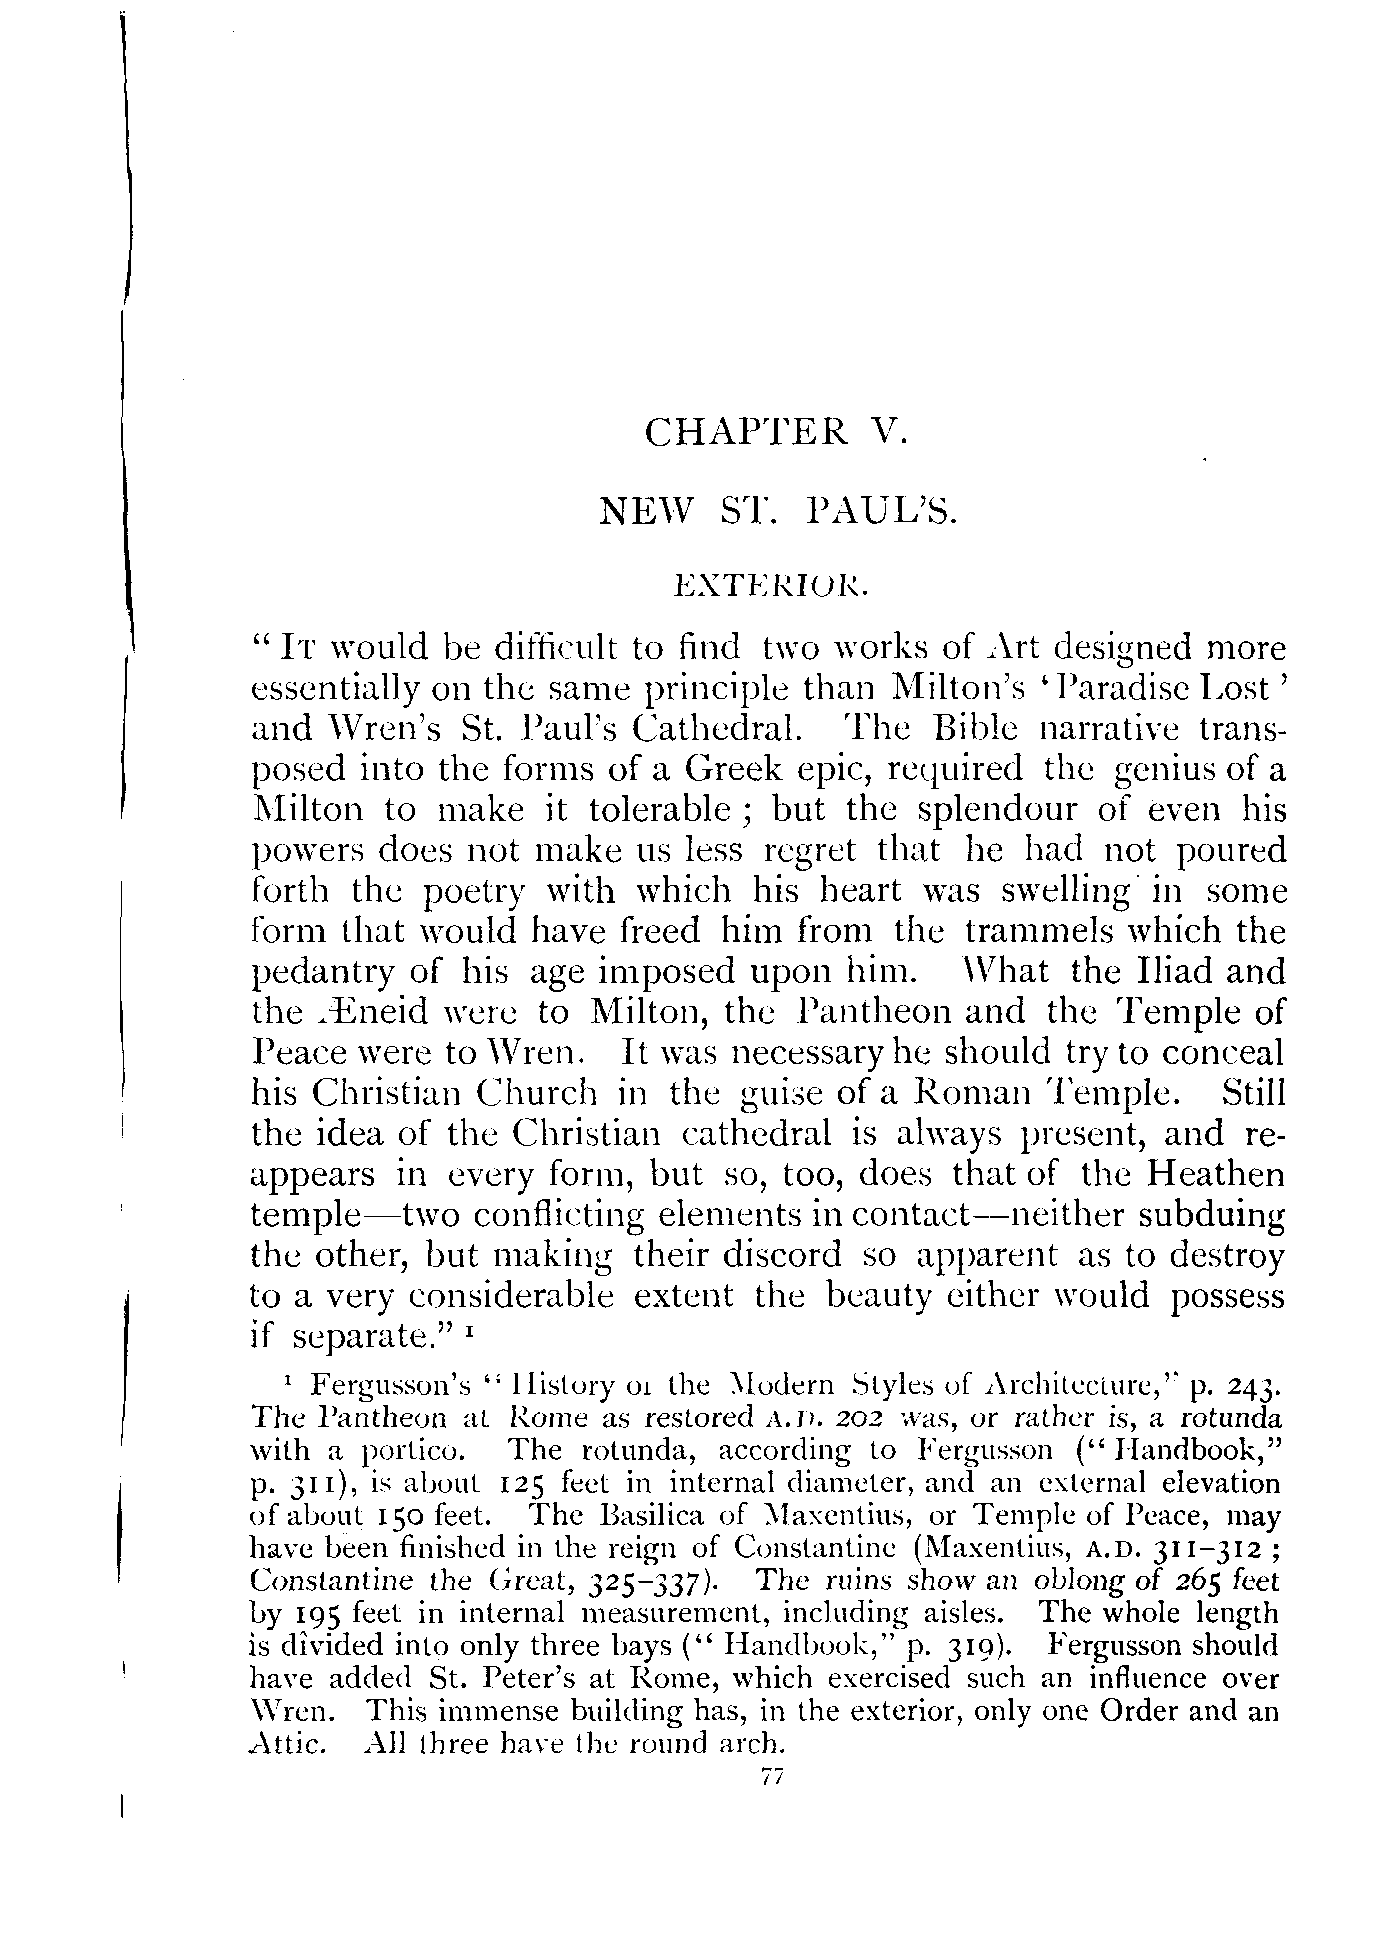 CHAPTER V.
NEW ST. PAUL'S.
EXTERIOR.
“ IT would be difficult to find two works of Art designed more
essentially on the same principle than Milton's ‘ Paradise Lost ’
and Wren's St. Paul's Cathedral. The Bible narrative trans-
posed into the forms of a Greek epic, required the genius of a
Milton to make it tolerable ; but the splendour of even his
powers does not make us less regret that he had not poured
forth the poetry with which his heart was swelling in some
form that would have freed him from the trammels which the
pedantry of his age imposed upon him. What the Iliad and
the Æneid were to Milton, the Pantheon and the Temple of
Peace were to Wren. It was necessary he should try to conceal
his Christian Church in the guise of a Roman Temple. Still
the idea of the Christian cathedral is always present, and re-
appears in every form, but so, too, does that of the Heathen
temple—two conflicting elements in contact—neither subduing
the other, but making their discord so apparent as to destroy
to a very considerable extent the beauty either would possess
if separate.” ¹
¹ Fergusson's “ History of the Modern Styles of Architecture,” p. 243.
The Pantheon at Rome as restored A.D. 202 was, or rather is, a rotunda
with a portico. The rotunda, according to Fergusson (“ Handbook,”
p. 311), is about 125 feet in internal diameter, and an external elevation
of about 150 feet. The Basilica of Maxentius, or Temple of Peace, may
have been finished in the reign of Constantine (Maxentius, A.D. 311–312 ;
Constantine the Great, 325–337). The ruins show an oblong of 265 feet
by 195 feet in internal measurement, including aisles. The whole length
is divided into only three bays (“ Handbook,” p. 319). Fergusson should
have added St. Peter's at Rome, which exercised such an influence over
Wren. This immense building has, in the exterior, only one Order and an
Attic. All three have the round arch.
77